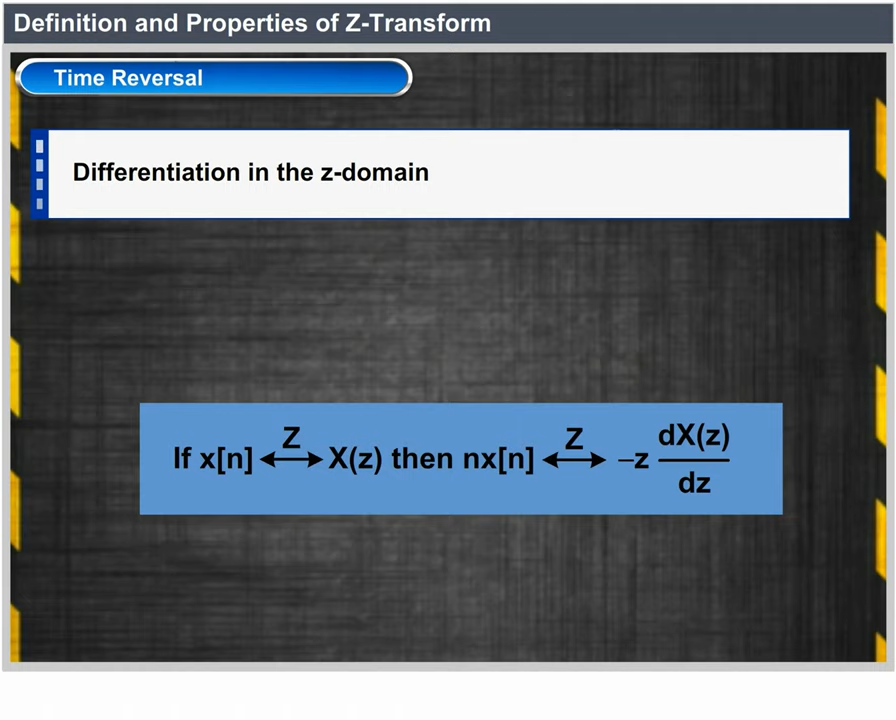 Definition and Properties of Z-Transform
Time Reversal
Differentiation in the z-domain
If x[n] <-Z-> X(z) then nx[n] <-Z-> –z dX(z)/dz